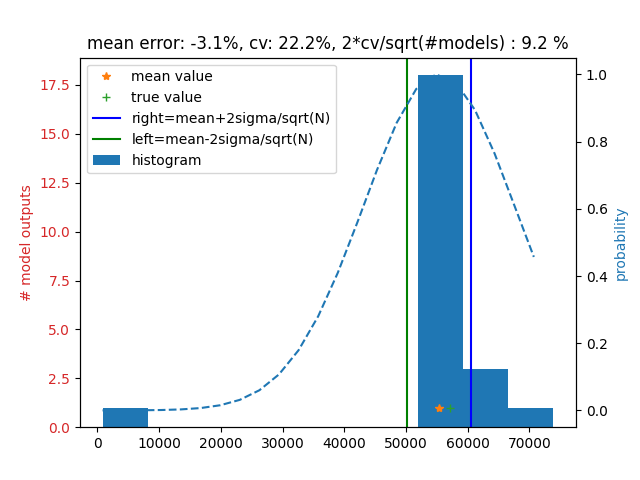 mean error: -3.1%, cv: 22.2%, 2*cv/sqrt(#models) : 9.2 %
mean value
true value
right=mean+2sigma/sqrt(N)
left=mean-2sigma/sqrt(N)
histogram
# model outputs
17.5
15.0
12.5
10.0
7.5
5.0
2.5
0.0
1.0
0.8
0.6
0.4
0.2
0.0
probability
0 10000 20000 30000 40000 50000 60000 70000